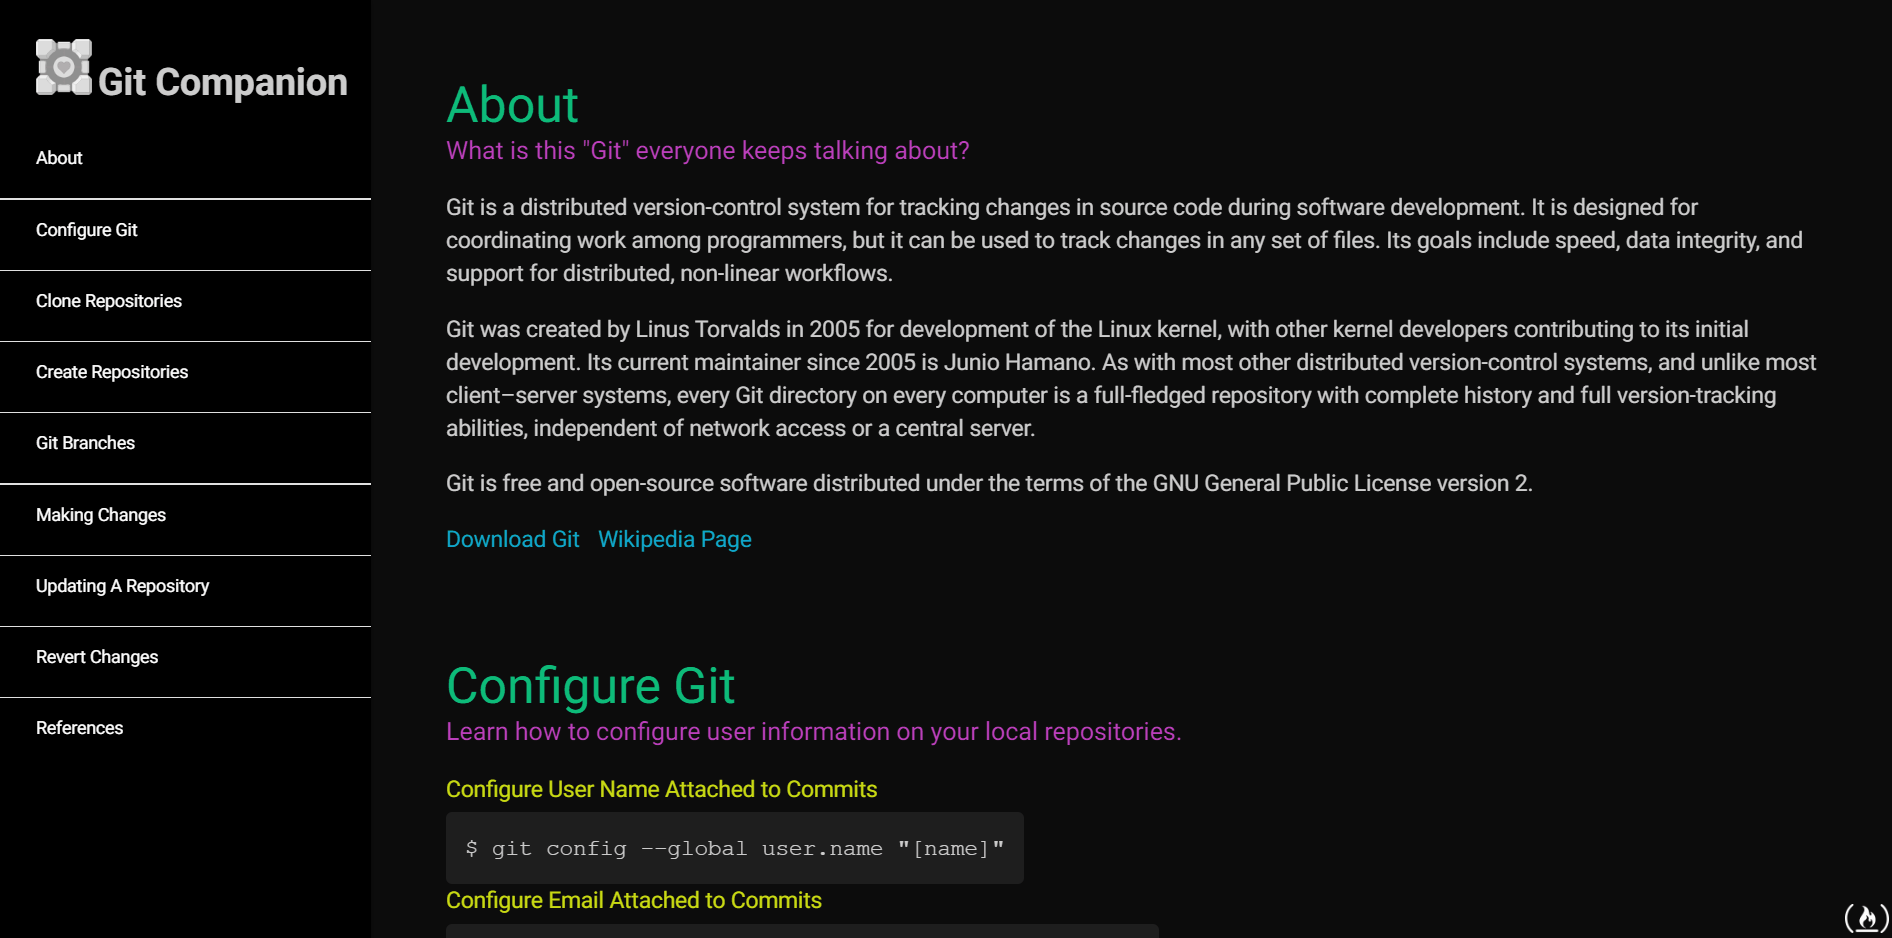 Git Companion
About
Configure Git
Clone Repositories
Create Repositories
Git Branches
Making Changes
Updating A Repository
Revert Changes
References
About
What is this "Git" everyone keeps talking about?
Git is a distributed version-control system for tracking changes in source code during software development. It is designed for
coordinating work among programmers, but it can be used to track changes in any set of files. Its goals include speed, data integrity, and
support for distributed, non-linear workflows.
Git was created by Linus Torvalds in 2005 for development of the Linux kernel, with other kernel developers contributing to its initial
development. Its current maintainer since 2005 is Junio Hamano. As with most other distributed version-control systems, and unlike most
client–server systems, every Git directory on every computer is a full-fledged repository with complete history and full version-tracking
abilities, independent of network access or a central server.
Git is free and open-source software distributed under the terms of the GNU General Public License version 2.
Download Git Wikipedia Page
Configure Git
Learn how to configure user information on your local repositories.
Configure User Name Attached to Commits
$ git config --global user.name "[name]"
Configure Email Attached to Commits